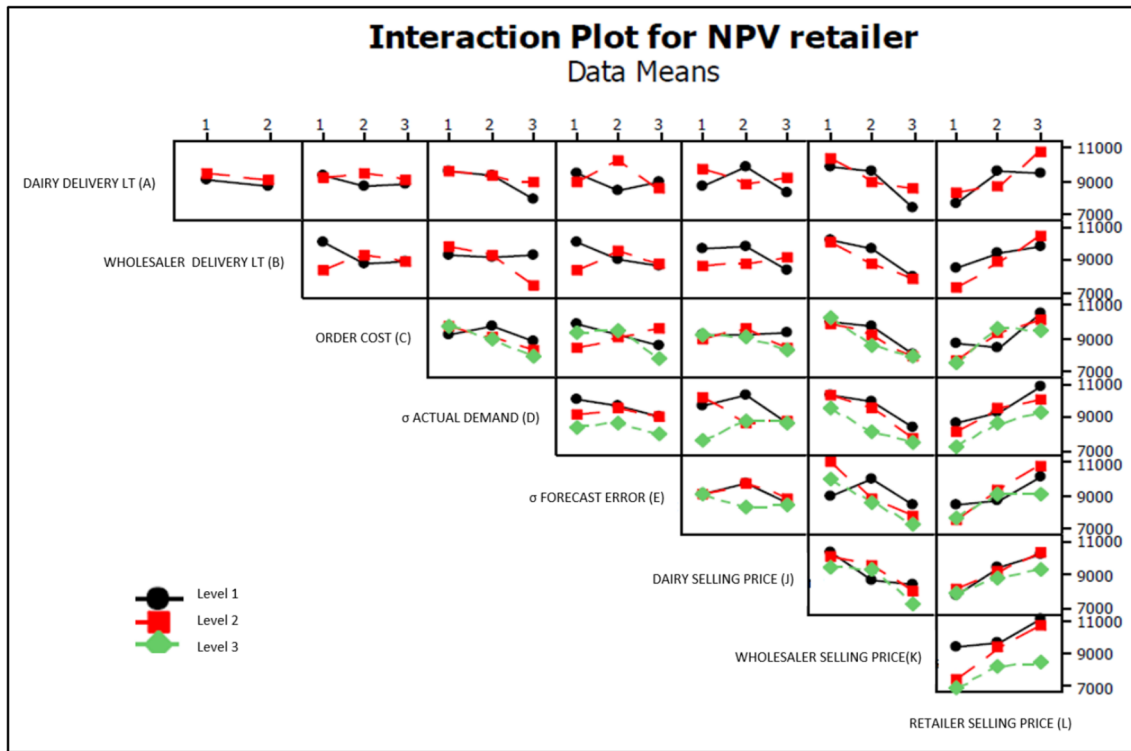 Interaction Plot for NPV retailer
Data Means
1 2 1 2 3 1 2 3 1 2 3 1 2 3 1 2 3 1 2 3
DAIRY DELIVERY LT (A)
11000
9000
7000
WHOLESALER DELIVERY LT (B)
11000
9000
7000
ORDER COST (C)
11000
9000
7000
σ ACTUAL DEMAND (D)
11000
9000
7000
σ FORECAST ERROR (E)
11000
9000
7000
DAIRY SELLING PRICE (J)
11000
9000
7000
Level 1
Level 2
Level 3
WHOLESALER SELLING PRICE(K)
11000
9000
7000
RETAILER SELLING PRICE (L)